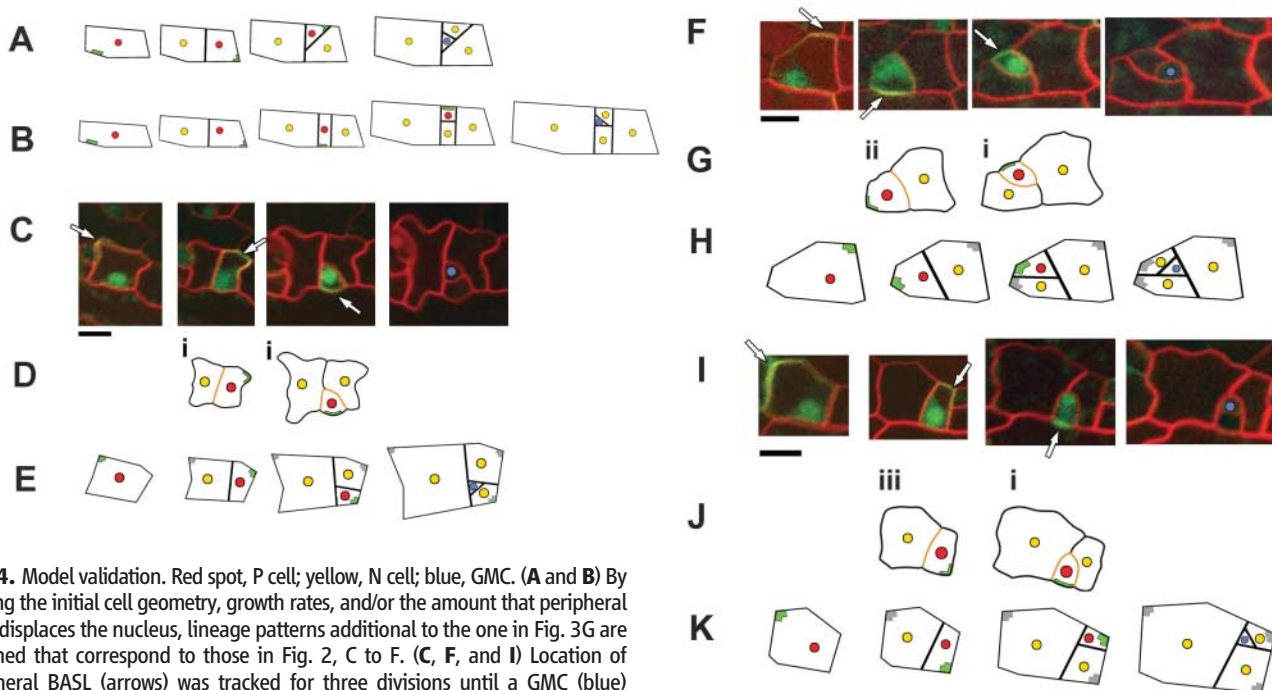 A
B
C
i
i
D
E
F
ii
i
G
H
I
iii
i
J
K
4. Model validation. Red spot, P cell; yellow, N cell; blue, GMC. (A and B) By
ng the initial cell geometry, growth rates, and/or the amount that peripheral
displaces the nucleus, lineage patterns additional to the one in Fig. 3G are
ned that correspond to those in Fig. 2, C to F. (C, F, and I) Location of
neral BASL (arrows) was tracked for three divisions until a GMC (blue)